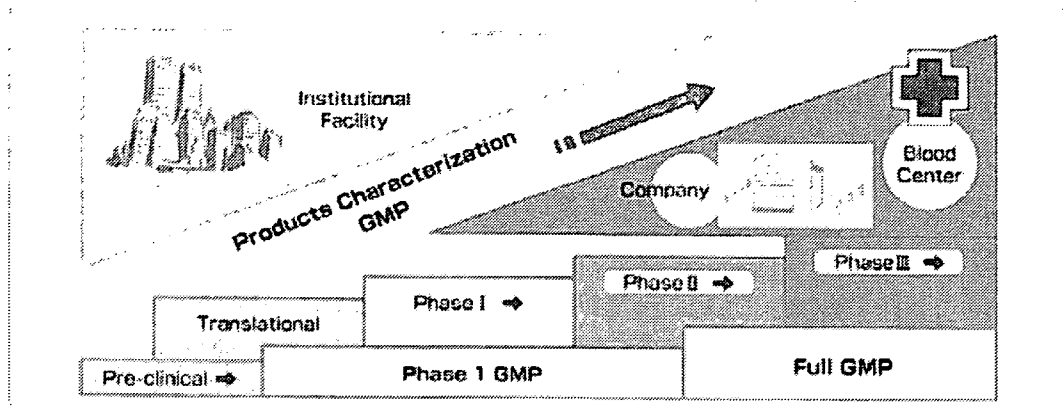 Institutional
Facility
Products Characterization
GMP
Company
Blood
Center
Phase III ➡
Phase II ➡
Phase I ➡
Translational
Pre-clinical ➡
Phase 1 GMP
Full GMP